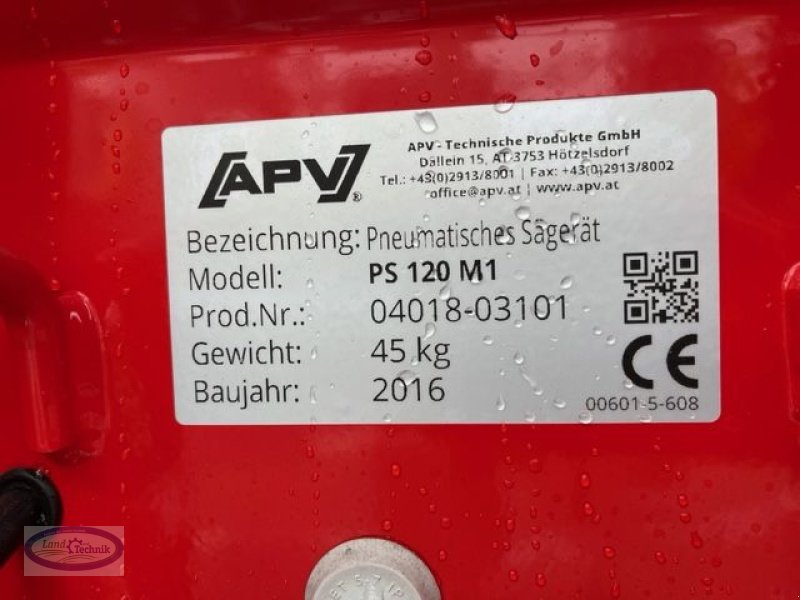 APV®
APV - Technische Produkte GmbH
Dallein 15, AT-3753 Hötzelsdorf
Tel.: +43(0)2913/8001 | Fax: +43(0)2913/8002
office@apv.at | www.apv.at
Bezeichnung: Pneumatisches Sägerät
Modell: PS 120 M1
Prod.Nr.: 04018-03101
Gewicht: 45 kg
Baujahr: 2016
CE
00601-5-608
Land
Technik